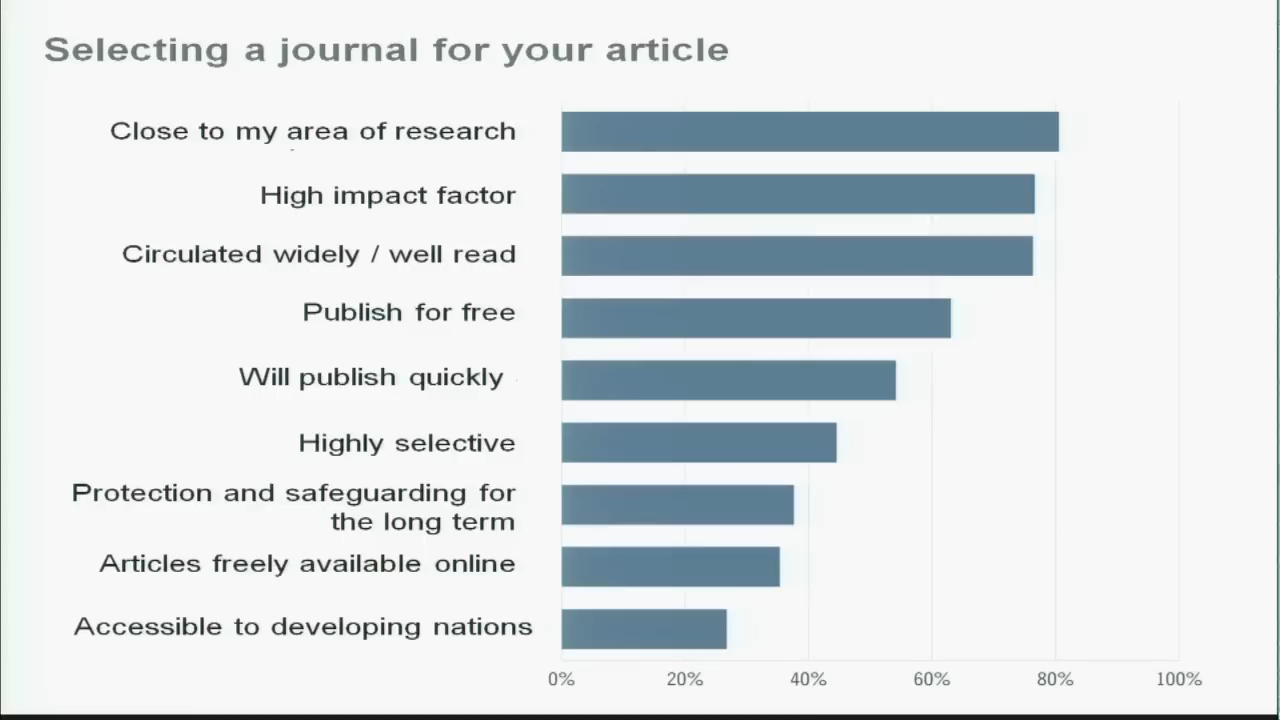 Selecting a journal for your article
Close to my area of research
High impact factor
Circulated widely / well read
Publish for free
Will publish quickly
Highly selective
Protection and safeguarding for
the long term
Articles freely available online
Accessible to developing nations
0% 20% 40% 60% 80% 100%